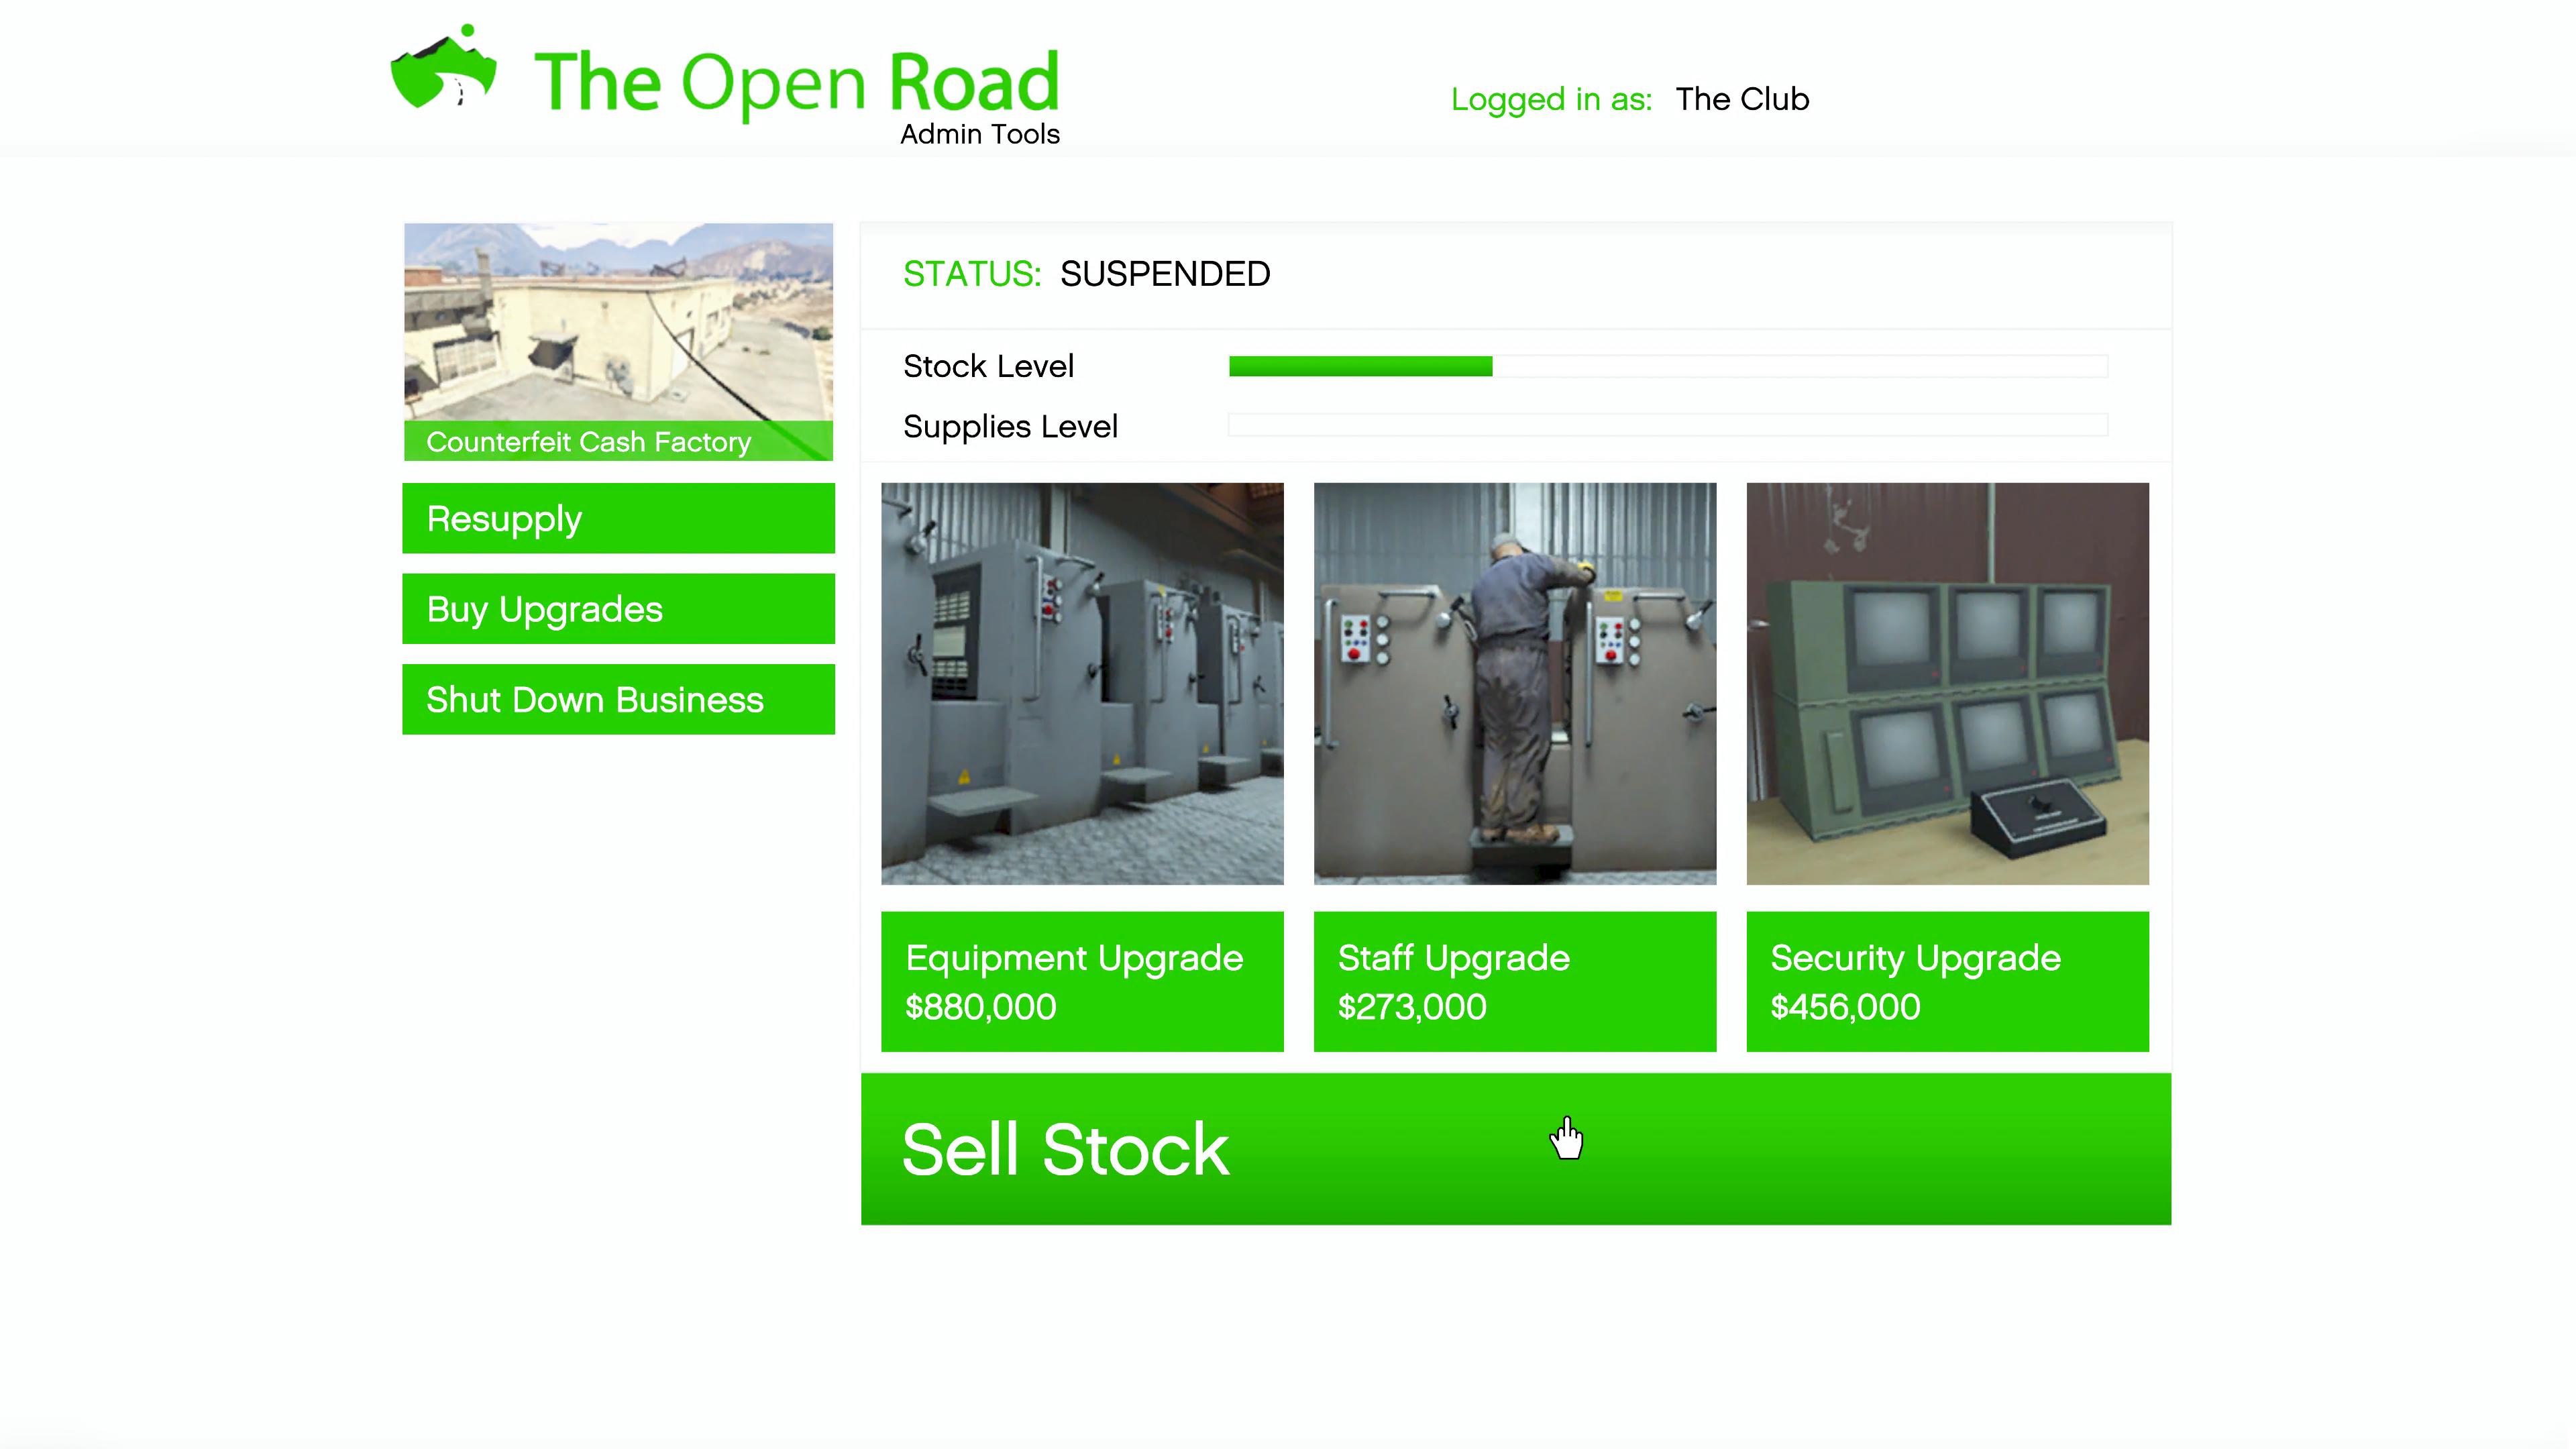 The Open Road
Admin Tools
Logged in as: The Club
Counterfeit Cash Factory
Resupply
Buy Upgrades
Shut Down Business
STATUS: SUSPENDED
Stock Level
Supplies Level
Equipment Upgrade
$880,000
Staff Upgrade
$273,000
Security Upgrade
$456,000
Sell Stock